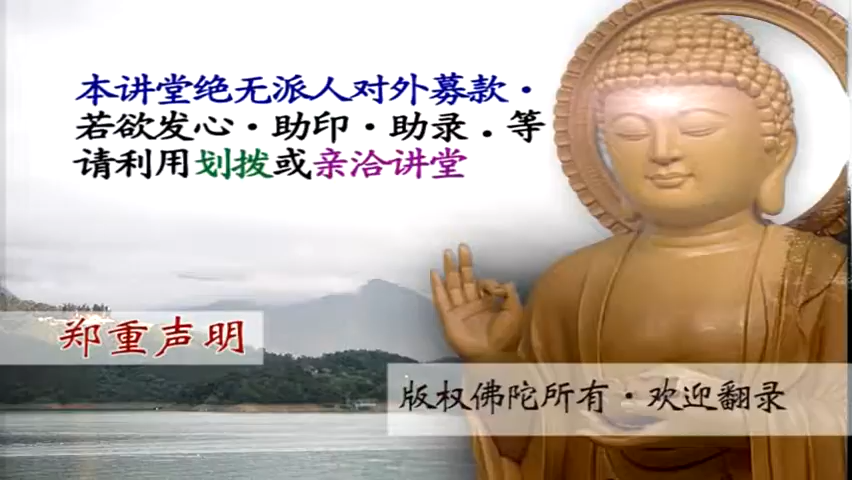 本讲堂绝无派人对外募款·
若欲发心·助印·助录.等
请利用划拨或亲洽讲堂
郑重声明
版权佛陀所有·欢迎翻录